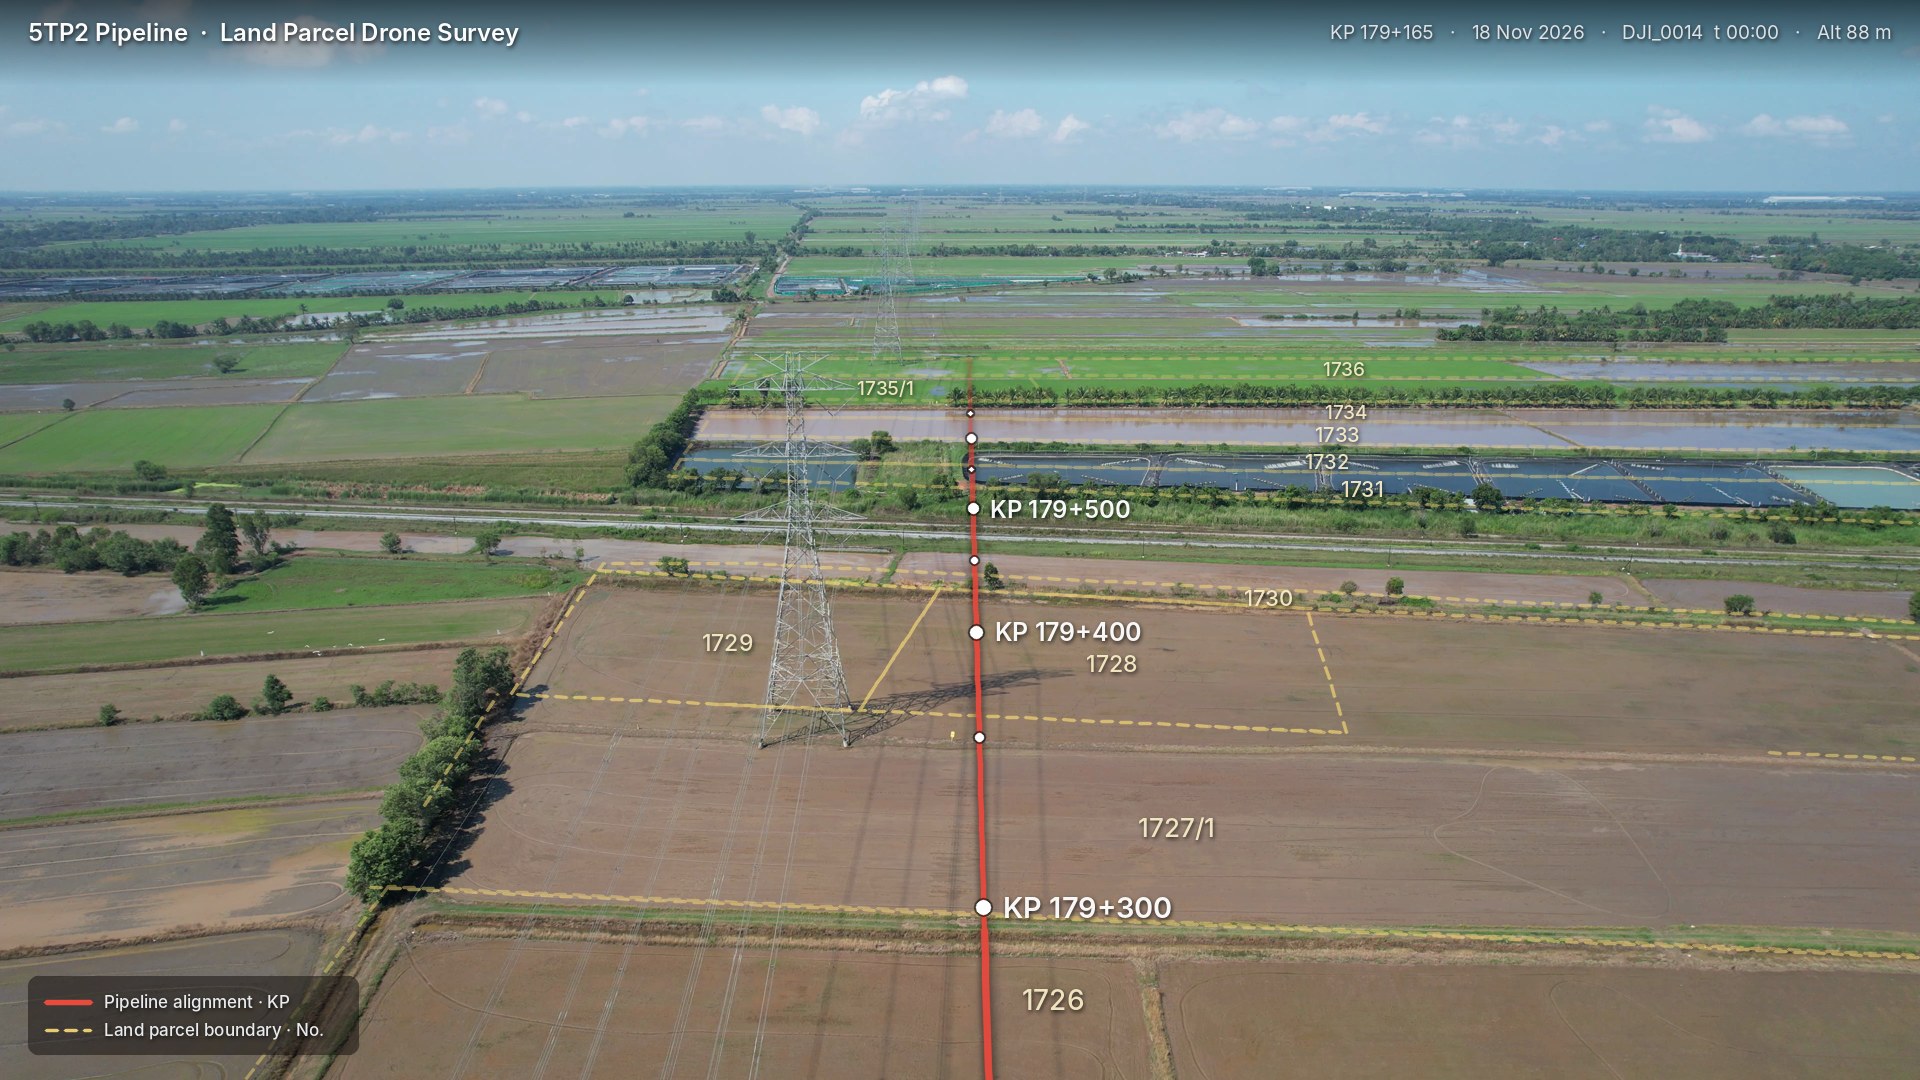 5TP2 Pipeline · Land Parcel Drone Survey
KP 179+165 · 18 Nov 2026 · DJI_0014 t 00:00 · Alt 88 m
1736
1735/1
1734
1733
1732
1731
KP 179+500
1730
KP 179+400
1729
1728
1727/1
KP 179+300
1726
Pipeline alignment · KP
Land parcel boundary · No.